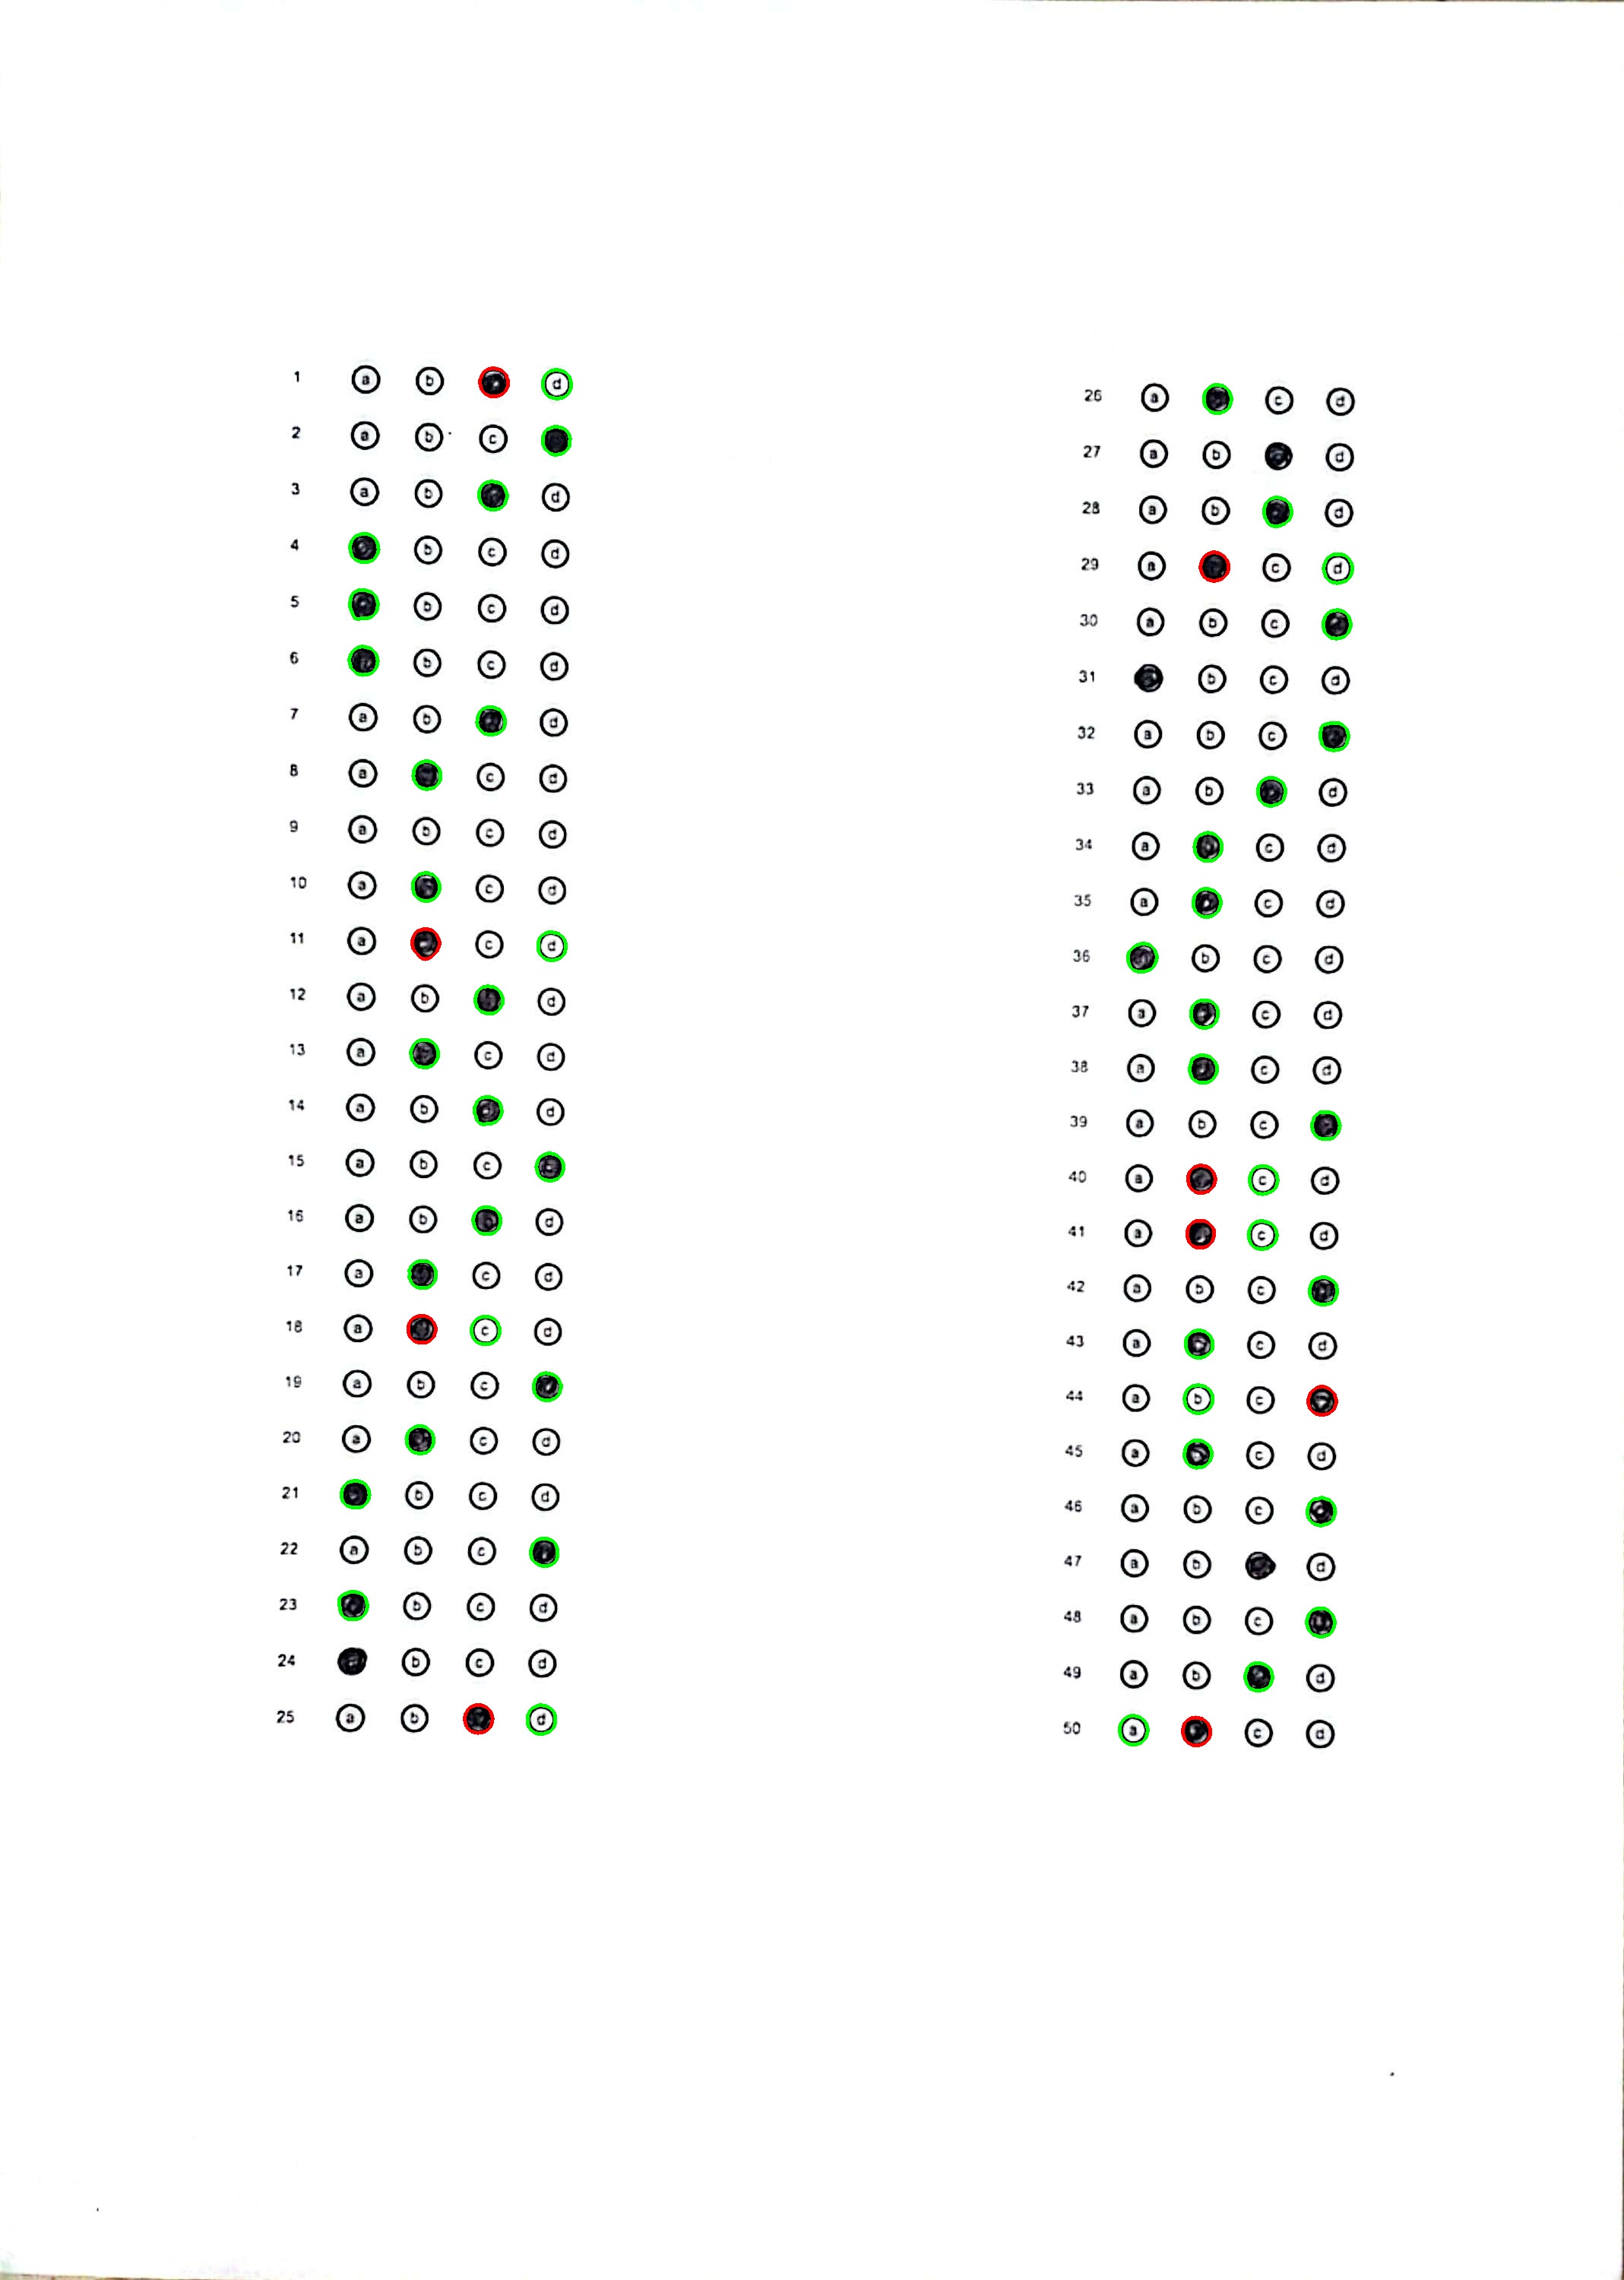 1 a b d
2 a b c
3 a b d
4 b c d
5 b c d
6 b c d
7 a b d
8 a c d
9 a b c d
10 a c d
11 a c d
12 a b d
13 a c d
14 a b d
15 a b c
16 a b d
17 a c d
18 a c d
19 a b c
20 a c d
21 b c d
22 a b c
23 b c d
24 b c d
25 a b d
26 a c d
27 a b d
28 a b d
29 a c d
30 a b c
31 b c d
32 a b c
33 a b d
34 a c d
35 a c d
36 b c d
37 a c d
38 a c d
39 a b c
40 a c d
41 a c d
42 a b c
43 a c d
44 a b c
45 a c d
46 a b c
47 a b d
48 a b c
49 a b d
50 a c d